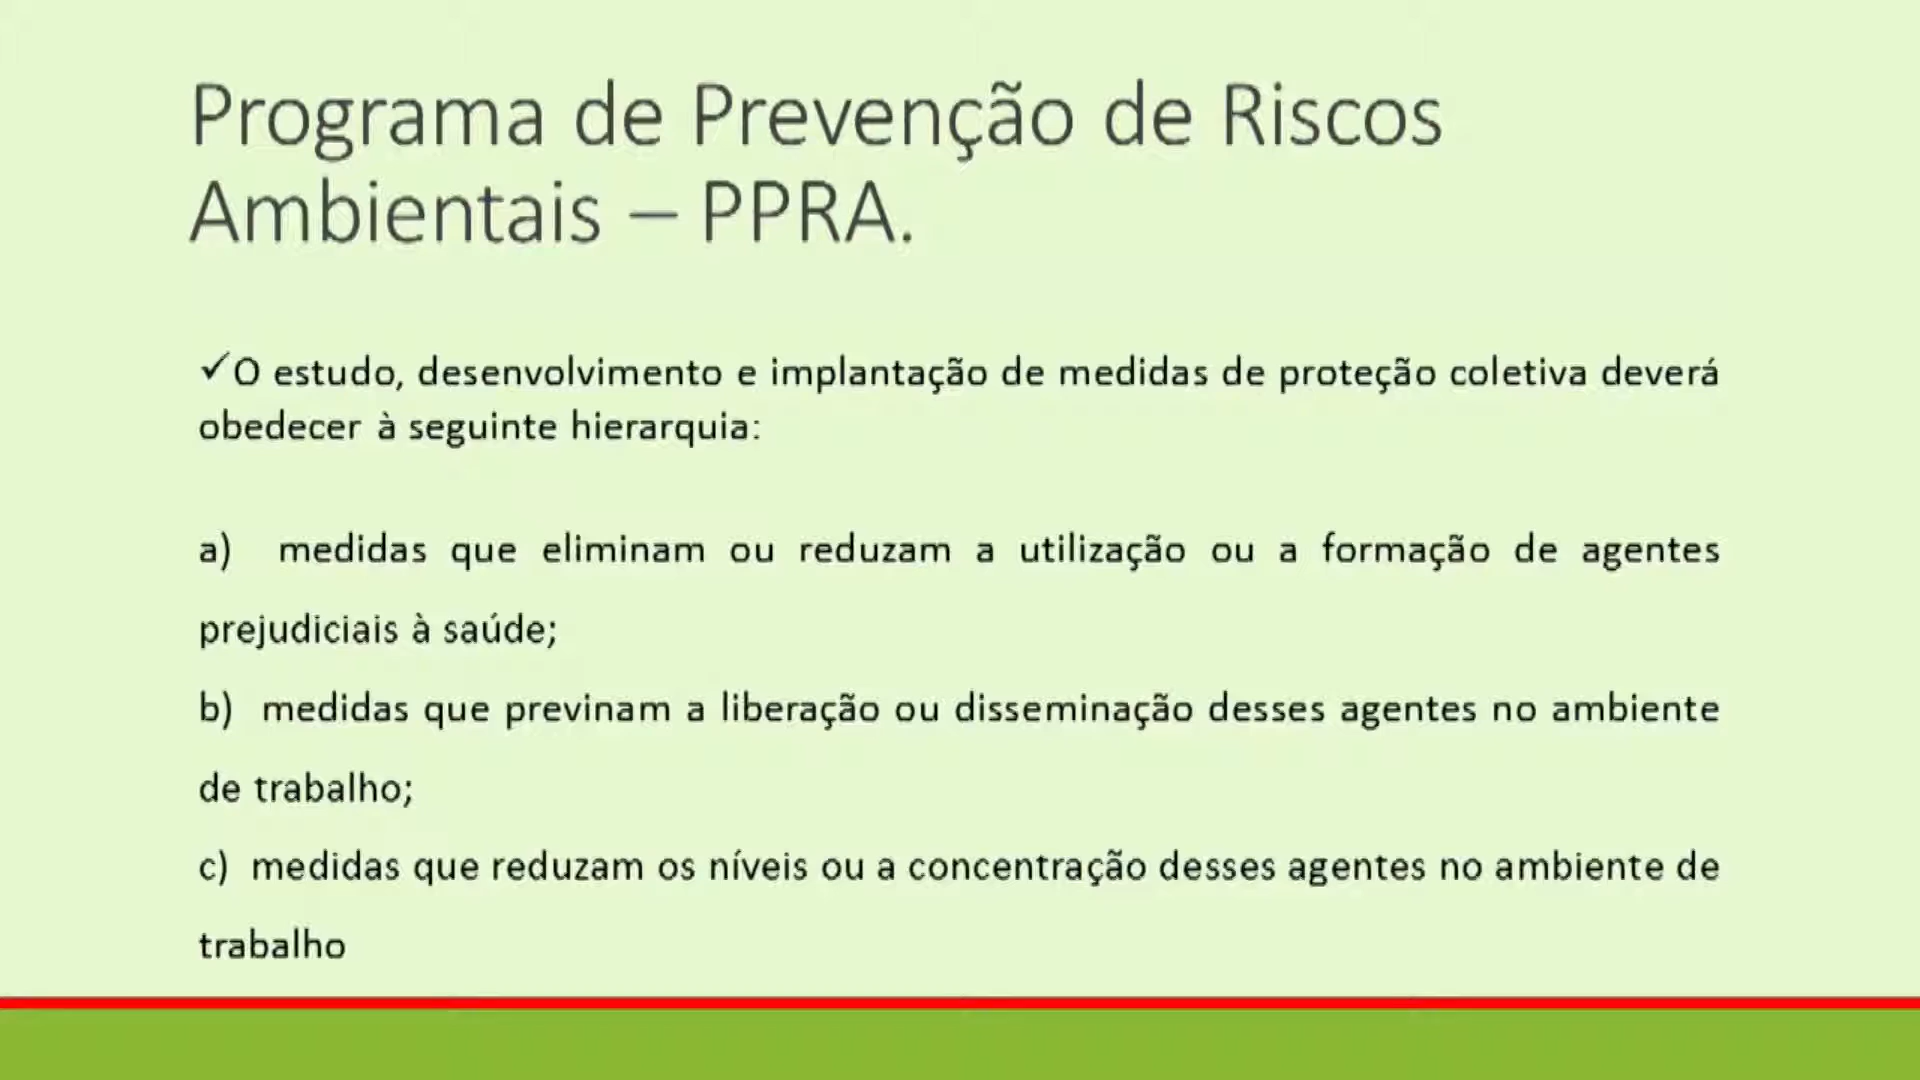 Programa de Prevenção de Riscos
Ambientais – PPRA.
✓O estudo, desenvolvimento e implantação de medidas de proteção coletiva deverá
obedecer à seguinte hierarquia:
a) medidas que eliminam ou reduzam a utilização ou a formação de agentes
prejudiciais à saúde;
b) medidas que previnam a liberação ou disseminação desses agentes no ambiente
de trabalho;
c) medidas que reduzam os níveis ou a concentração desses agentes no ambiente de
trabalho